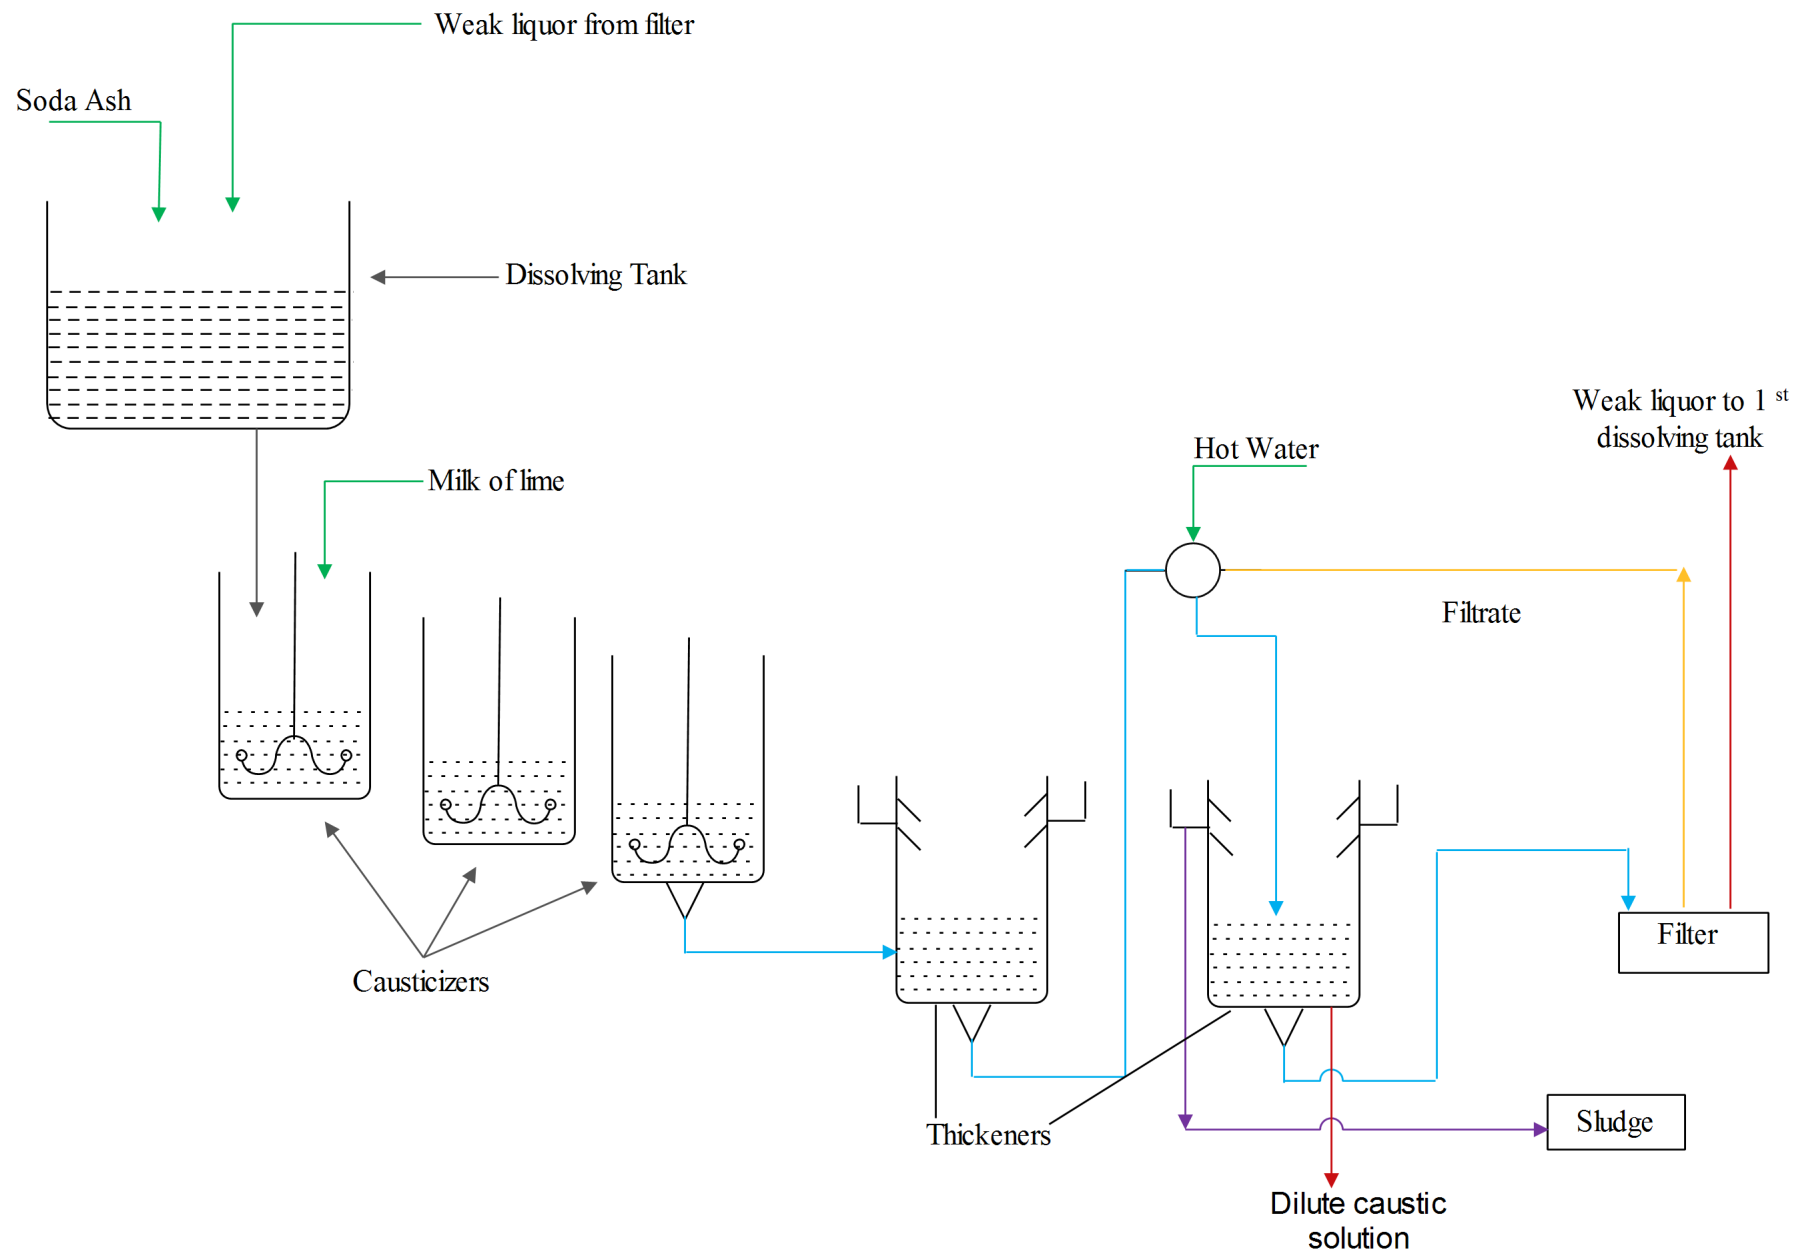 Weak liquor from filter
Soda Ash
Dissolving Tank
Weak liquor to 1 st
dissolving tank
Hot Water
Milk of lime
Filtrate
Filter
Causticizers
Thickeners
Sludge
Dilute caustic
solution